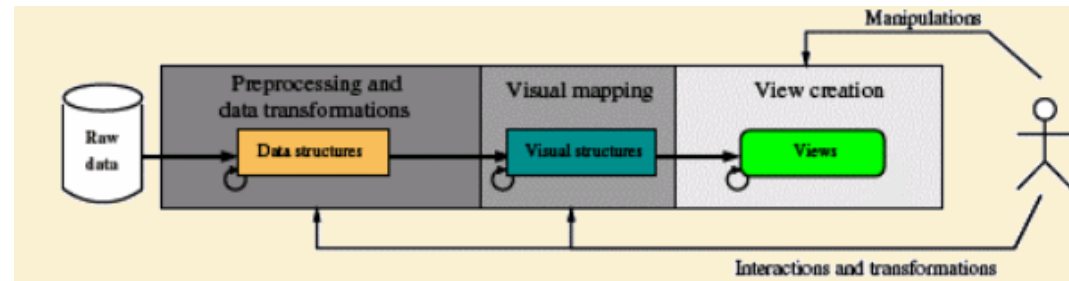 Manipulations
Preprocessing and
data transformations
Visual mapping
View creation
Raw
data
Data structures
Visual structures
Views
Interactions and transformations